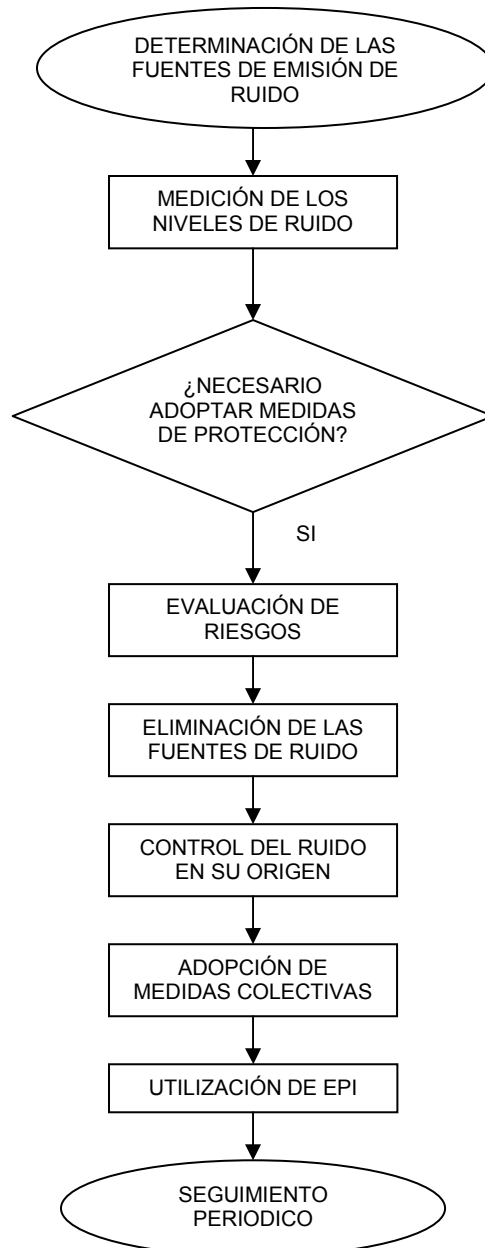 DETERMINACIÓN DE LAS
FUENTES DE EMISIÓN DE
RUIDO
MEDICIÓN DE LOS
NIVELES DE RUIDO
¿NECESARIO
ADOPTAR MEDIDAS
DE PROTECCIÓN?
SI
EVALUACIÓN DE
RIESGOS
ELIMINACIÓN DE LAS
FUENTES DE RUIDO
CONTROL DEL RUIDO
EN SU ORIGEN
ADOPCIÓN DE
MEDIDAS COLECTIVAS
UTILIZACIÓN DE EPI
SEGUIMIENTO
PERIODICO